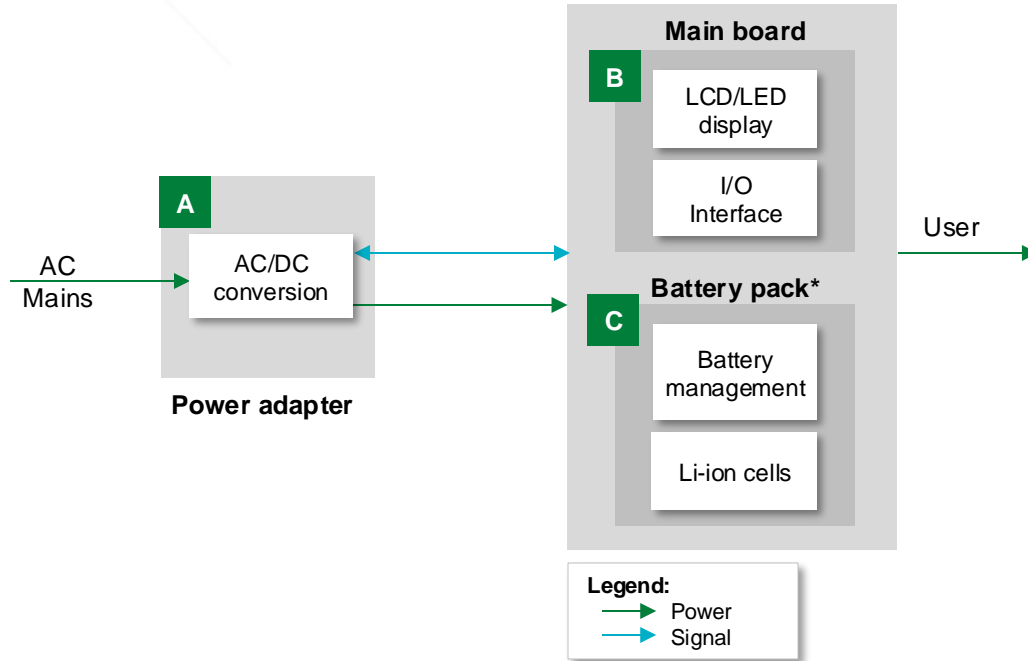 Main board
B
LCD/LED
display
I/O
Interface
A
AC/DC
conversion
AC
Mains
Power adapter
User
Battery pack*
C
Battery
management
Li-ion cells
Legend:
Power
Signal